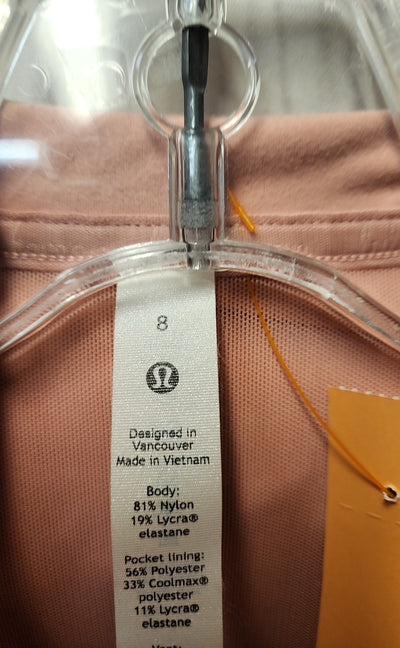 8
Designed in
Vancouver
Made in Vietnam
Body:
81% Nylon
19% Lycra®
elastane
Pocket lining:
56% Polyester
33% Coolmax®
polyester
11% Lycra®
elastane